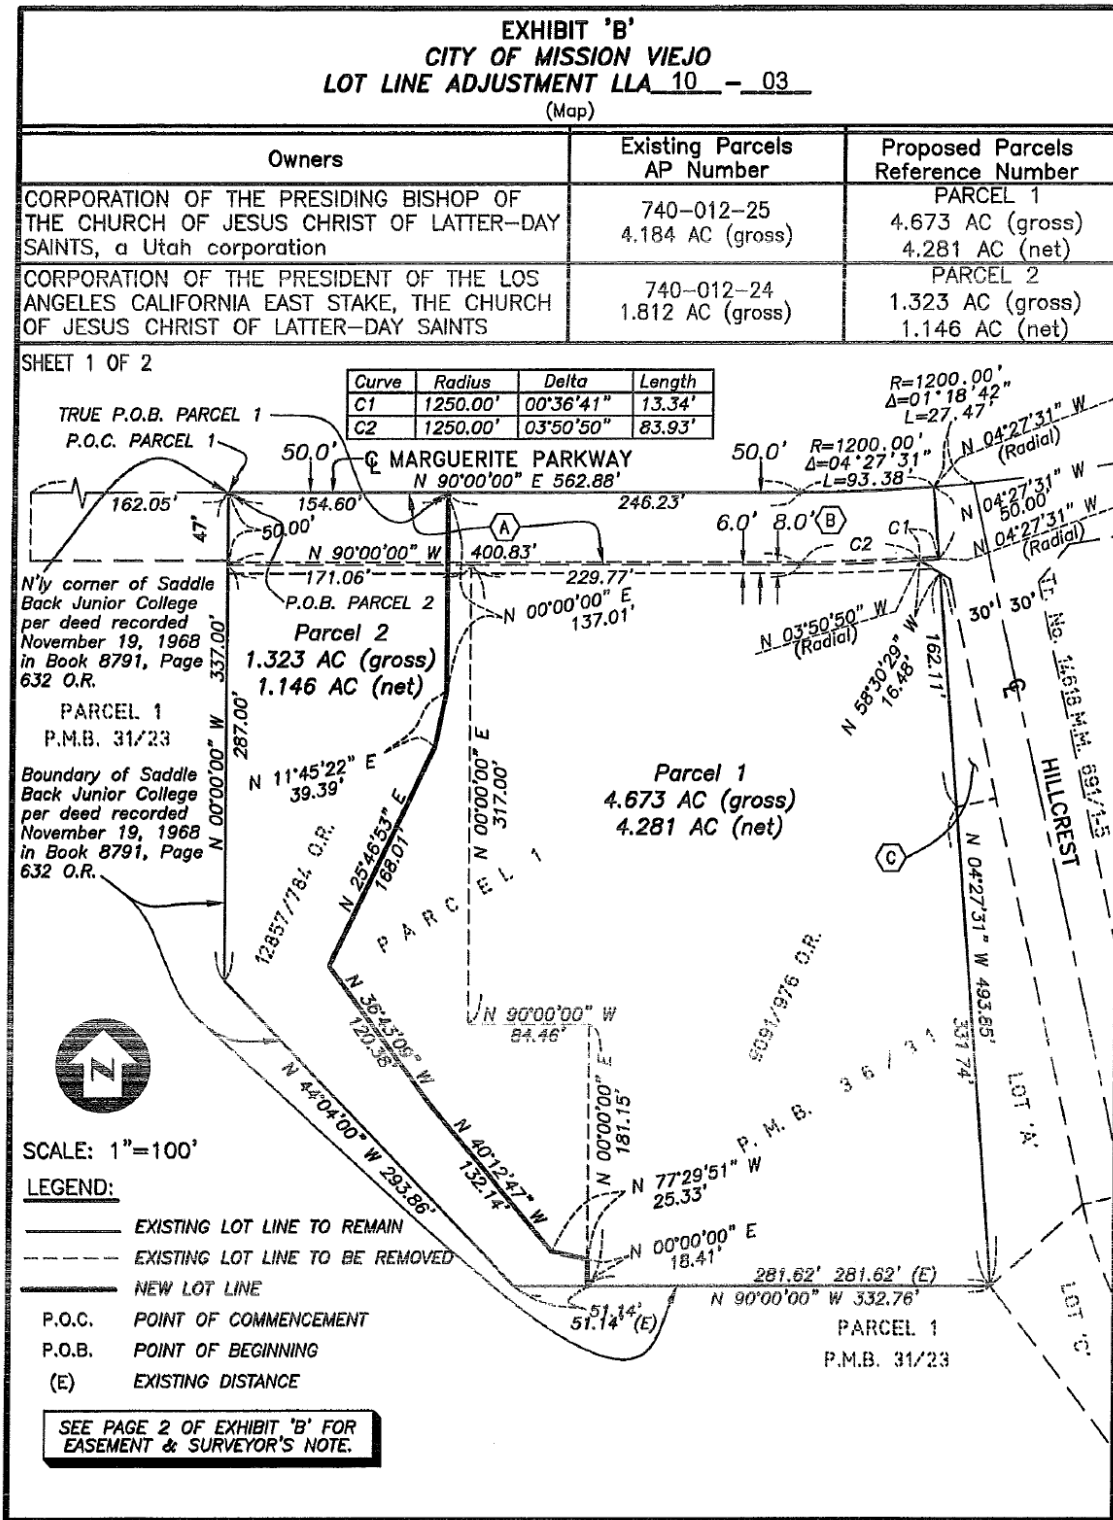 EXHIBIT 'B'
CITY OF MISSION VIEJO
LOT LINE ADJUSTMENT LLA 10 - 03
(Map)
Owners
Existing Parcels
AP Number
Proposed Parcels
Reference Number
CORPORATION OF THE PRESIDING BISHOP OF
THE CHURCH OF JESUS CHRIST OF LATTER-DAY
SAINTS, a Utah corporation
740-012-25
4.184 AC (gross)
PARCEL 1
4.673 AC (gross)
4.281 AC (net)
CORPORATION OF THE PRESIDENT OF THE LOS
ANGELES CALIFORNIA EAST STAKE, THE CHURCH
OF JESUS CHRIST OF LATTER-DAY SAINTS
740-012-24
1.812 AC (gross)
PARCEL 2
1.323 AC (gross)
1.146 AC (net)
SHEET 1 OF 2
Curve Radius Delta Length
C1 1250.00' 00°36'41" 13.34'
C2 1250.00' 03°50'50" 83.93'
R=1200.00'
Δ=01°18'42"
L=27.47'
TRUE P.O.B. PARCEL 1
P.O.C. PARCEL 1
50.0'
℄ MARGUERITE PARKWAY
N 90°00'00" E 562.88'
50.0'
R=1200.00'
Δ=04°27'31"
L=93.38'
N 04°27'31" W
(Radial)
162.05'
154.60'
246.23'
N 04°27'31" W
50.00'
N 04°27'31" W
(Radial)
47'
50.00'
A
6.0'
8.0'
B
C1
C2
N 90°00'00" W 400.83'
171.06'
229.77'
N'ly corner of Saddle
Back Junior College
per deed recorded
November 19, 1968
in Book 8791, Page
632 O.R.
P.O.B. PARCEL 2
N 00°00'00" E
137.01'
N 03°50'50" W
(Radial)
30' 30'
Parcel 2
1.323 AC (gross)
1.146 AC (net)
N 58°30'29" W
16.48'
162.11'
℄
HILLCREST
Tr. No. 14618 M.M. 691/1-5
PARCEL 1
P.M.B. 31/23
N 00°00'00" W 337.00'
287.00'
N 11°45'22" E
39.39'
N 00°00'00" E
317.00'
Parcel 1
4.673 AC (gross)
4.281 AC (net)
Boundary of Saddle
Back Junior College
per deed recorded
November 19, 1968
in Book 8791, Page
632 O.R.
N 25°46'53" E
168.01'
12857/784 O.R.
PARCEL 1
C
N 04°27'31" W 493.85'
331.74'
9091/976 O.R.
P.M.B. 36/31
N 36°43'09" W
120.38'
N 90°00'00" W
84.46'
N
N 44°04'00" W 293.86'
N 40°12'47" W
132.14'
N 00°00'00" E
181.15'
N 77°29'51" W
25.33'
LOT 'A'
SCALE: 1"=100'
LEGEND:
EXISTING LOT LINE TO REMAIN
EXISTING LOT LINE TO BE REMOVED
NEW LOT LINE
P.O.C. POINT OF COMMENCEMENT
P.O.B. POINT OF BEGINNING
(E) EXISTING DISTANCE
N 00°00'00" E
18.41'
281.62' 281.62' (E)
N 90°00'00" W 332.76'
51.14'
51.14' (E)
PARCEL 1
P.M.B. 31/23
LOT 'C'
SEE PAGE 2 OF EXHIBIT 'B' FOR
EASEMENT & SURVEYOR'S NOTE.